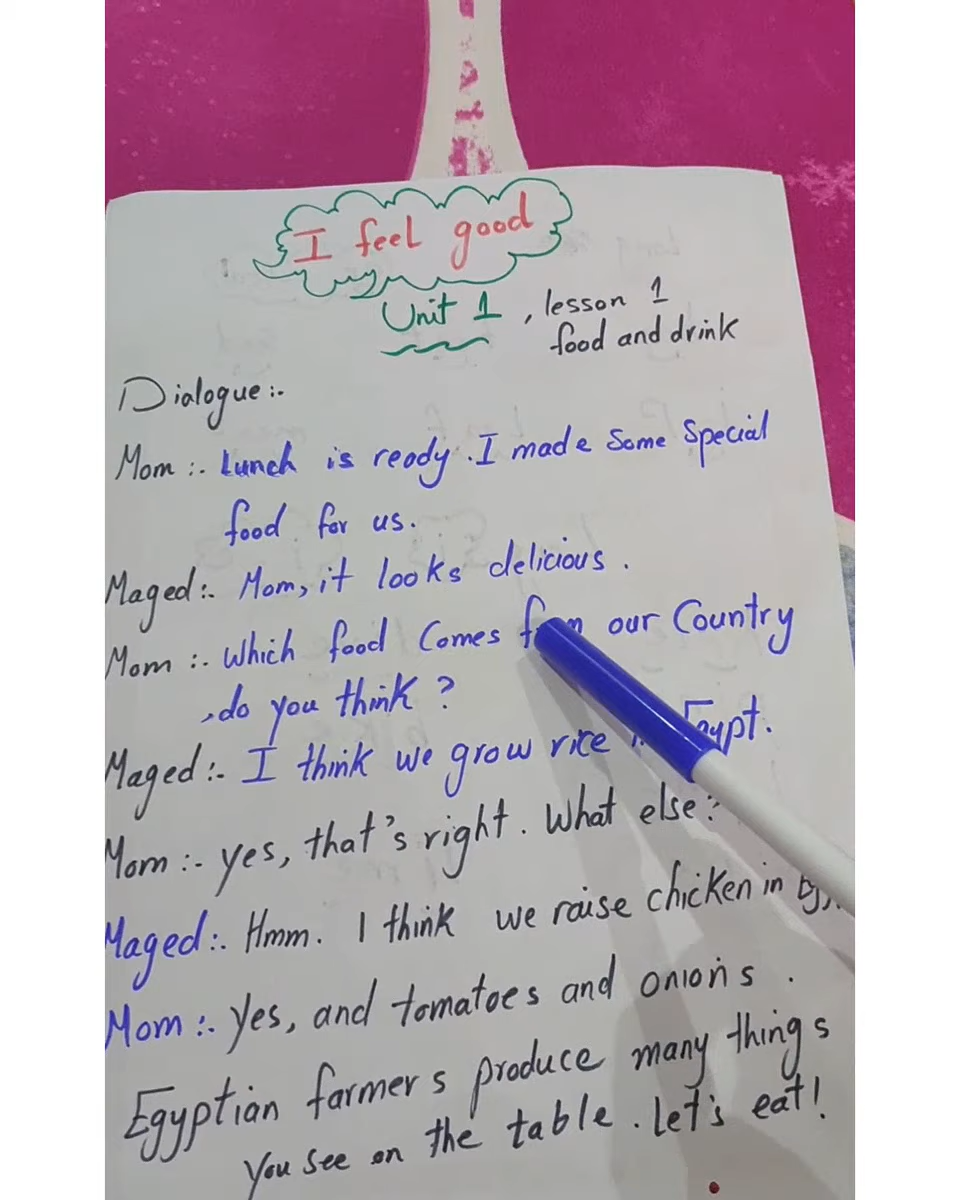 I feel good
Unit 1 , lesson 1
food and drink
Dialogue :-
Mom :- Lunch is ready . I made some special
food for us .
Maged :- Mom, it looks delicious .
Mom :- Which food comes our country
, do you think ?
Maged :- I think we grow rice Egypt.
Mom :- yes, that's right . What else ?
Maged :- Hmm . I think we raise chicken in
Mom :- Yes, and tomatoes and onions .
Egyptian farmers produce many things
you see on the table . Let's eat !